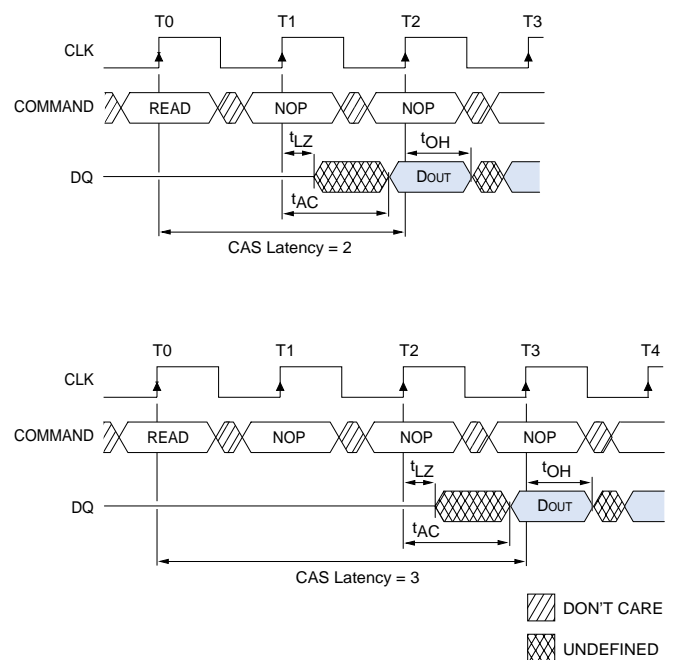 T0 T1 T2 T3
CLK
COMMAND READ NOP NOP
tLZ tOH
DQ DOUT
tAC
CAS Latency = 2
T0 T1 T2 T3 T4
CLK
COMMAND READ NOP NOP NOP
tLZ tOH
DQ DOUT
tAC
CAS Latency = 3
DON'T CARE
UNDEFINED